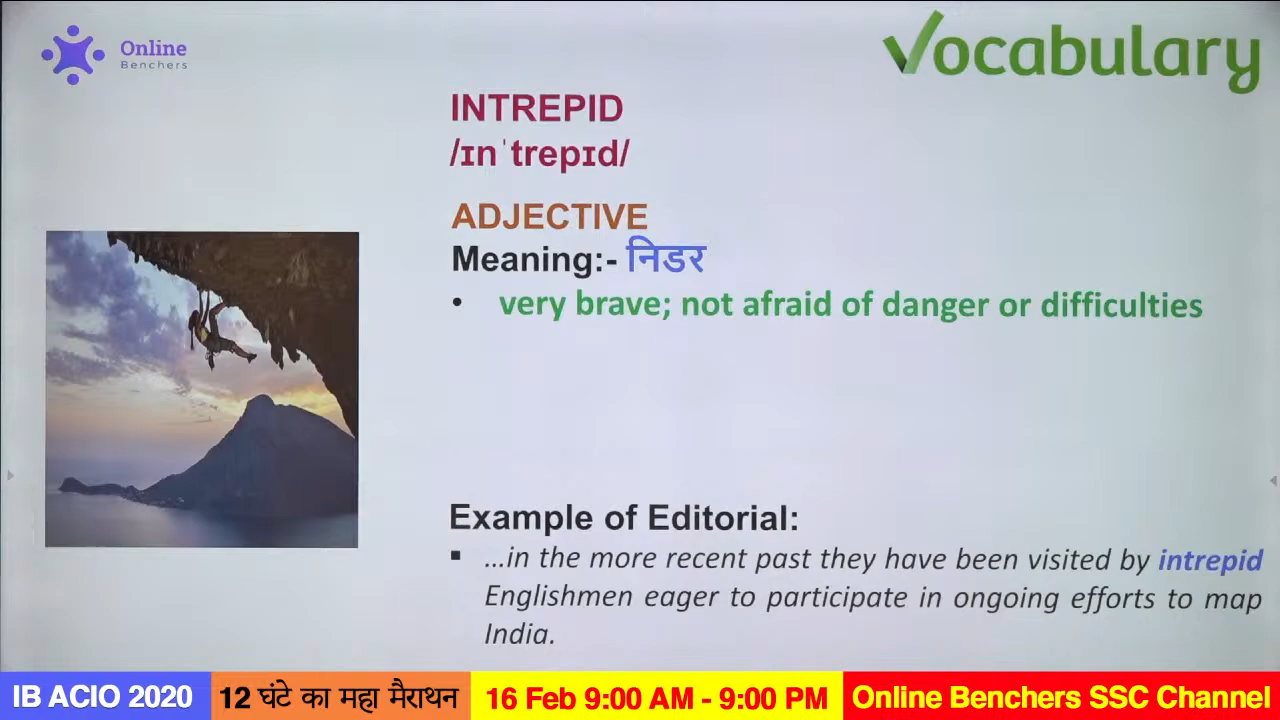 Online
Benchers
Vocabulary
INTREPID
/ɪnˈtrepɪd/
ADJECTIVE
Meaning:- निडर
• very brave; not afraid of danger or difficulties
Example of Editorial:
▪ ...in the more recent past they have been visited by intrepid
Englishmen eager to participate in ongoing efforts to map
India.
IB ACIO 2020 12 घंटे का महा मैराथन 16 Feb 9:00 AM - 9:00 PM Online Benchers SSC Channel